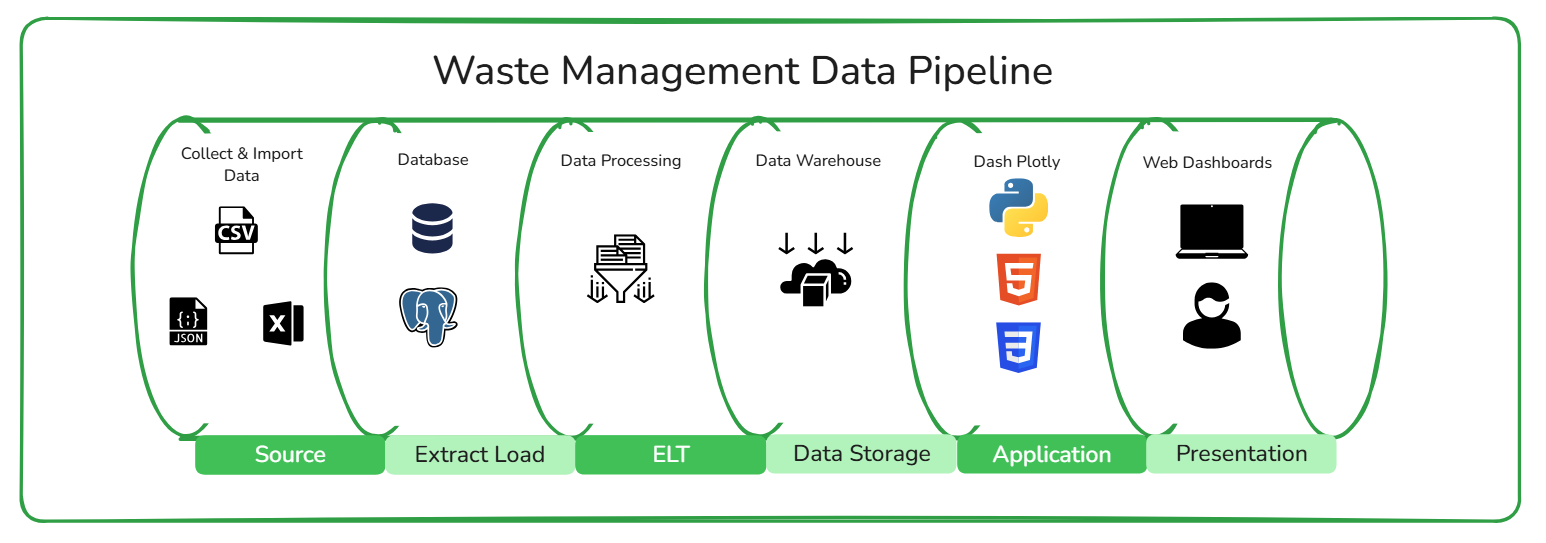 Waste Management Data Pipeline
Collect & Import
Data
Database
Data Processing
Data Warehouse
Dash Plotly
Web Dashboards
CSV
{;}
JSON
X
5
3
Source
Extract Load
ELT
Data Storage
Application
Presentation